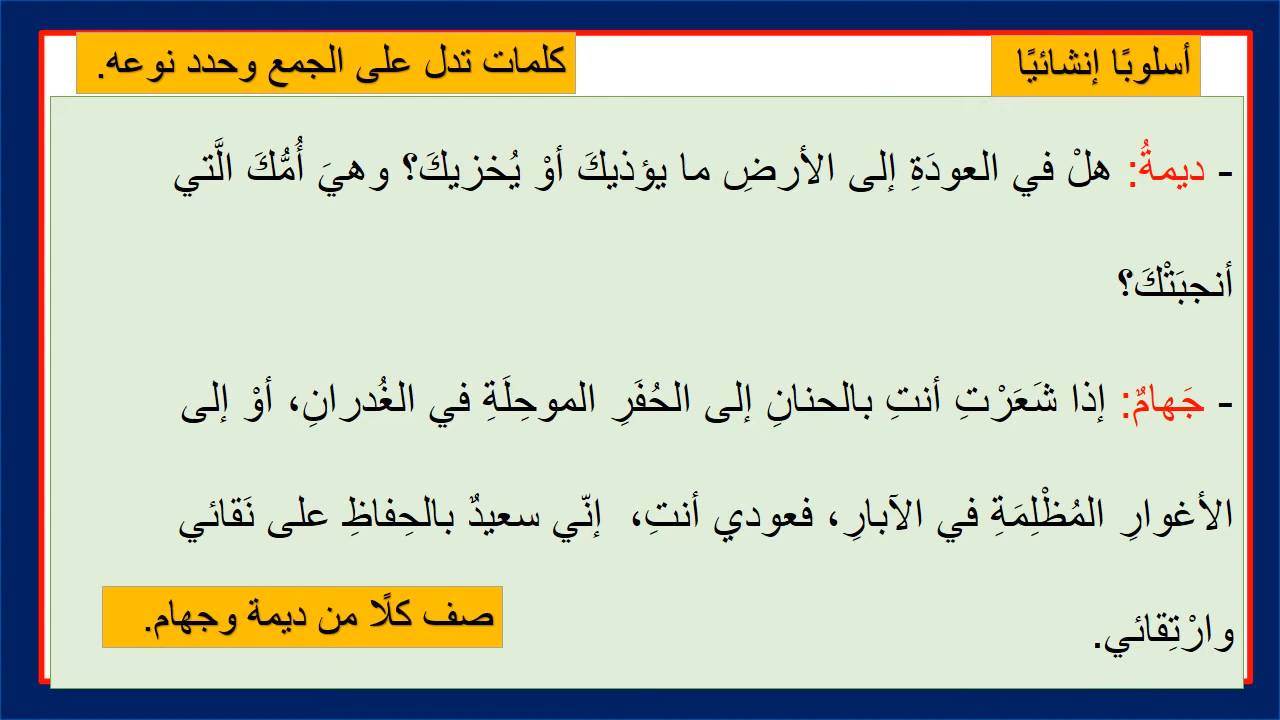 أسلوبًا إنشائيًا
كلمات تدل على الجمع وحدد نوعه.
- ديمةُ: هلْ في العودَةِ إلى الأرضِ ما يؤذيكَ أوْ يُخزيكَ؟ وهيَ أُمُّكَ الَّتي
أنجبَتْكَ؟
- جَهامٌ: إذا شَعَرْتِ أنتِ بالحنانِ إلى الحُفَرِ الموحِلَةِ في الغُدرانِ، أوْ إلى
الأغوارِ المُظْلِمَةِ في الآبارِ، فعودي أنتِ، إنّي سعيدٌ بالحِفاظِ على نَقائي
وارْتِقائي.
صف كلًا من ديمة وجهام.